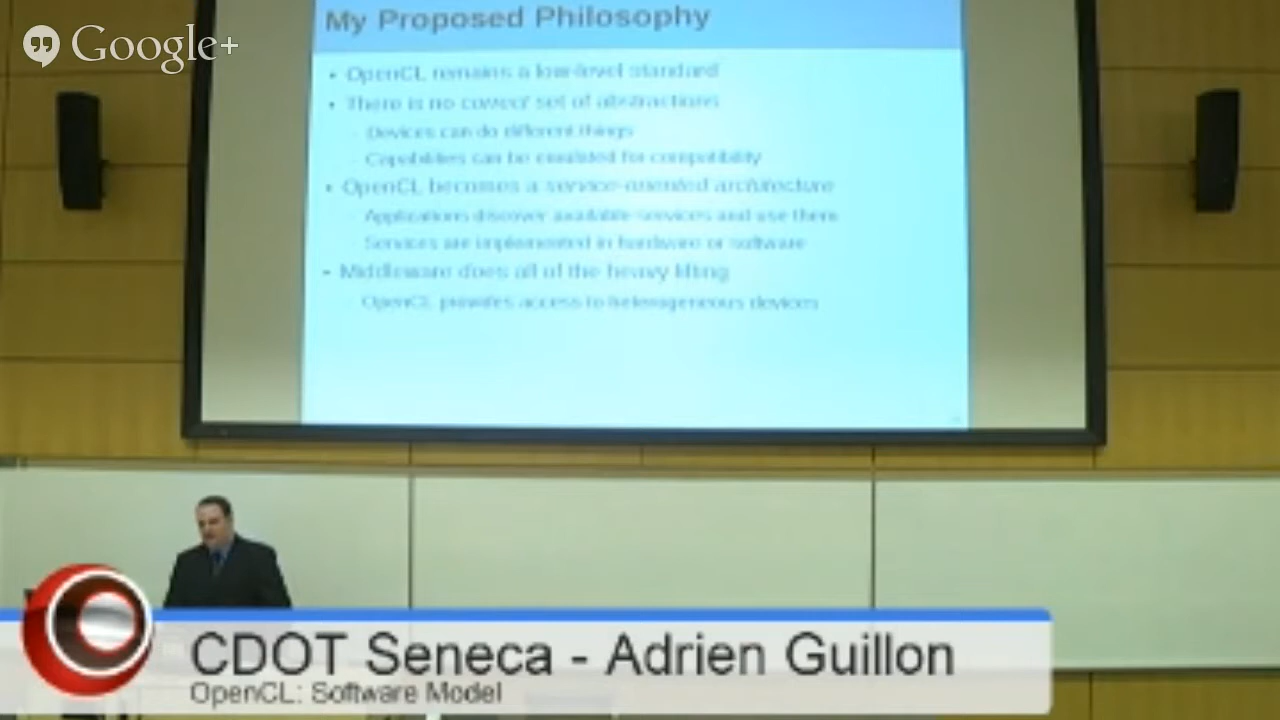 Google+
My Proposed Philosophy
• OpenCL remains a low-level standard
• There is no correct set of abstractions
- Devices can do different things
- Capabilities can be emulated for compatibility
• OpenCL becomes a service-oriented architecture
- Applications discover available services and use them
- Services are implemented in hardware or software
• Middleware does all of the heavy lifting
- OpenCL provides access to heterogeneous devices
CDOT Seneca - Adrien Guillon
OpenCL: Software Model